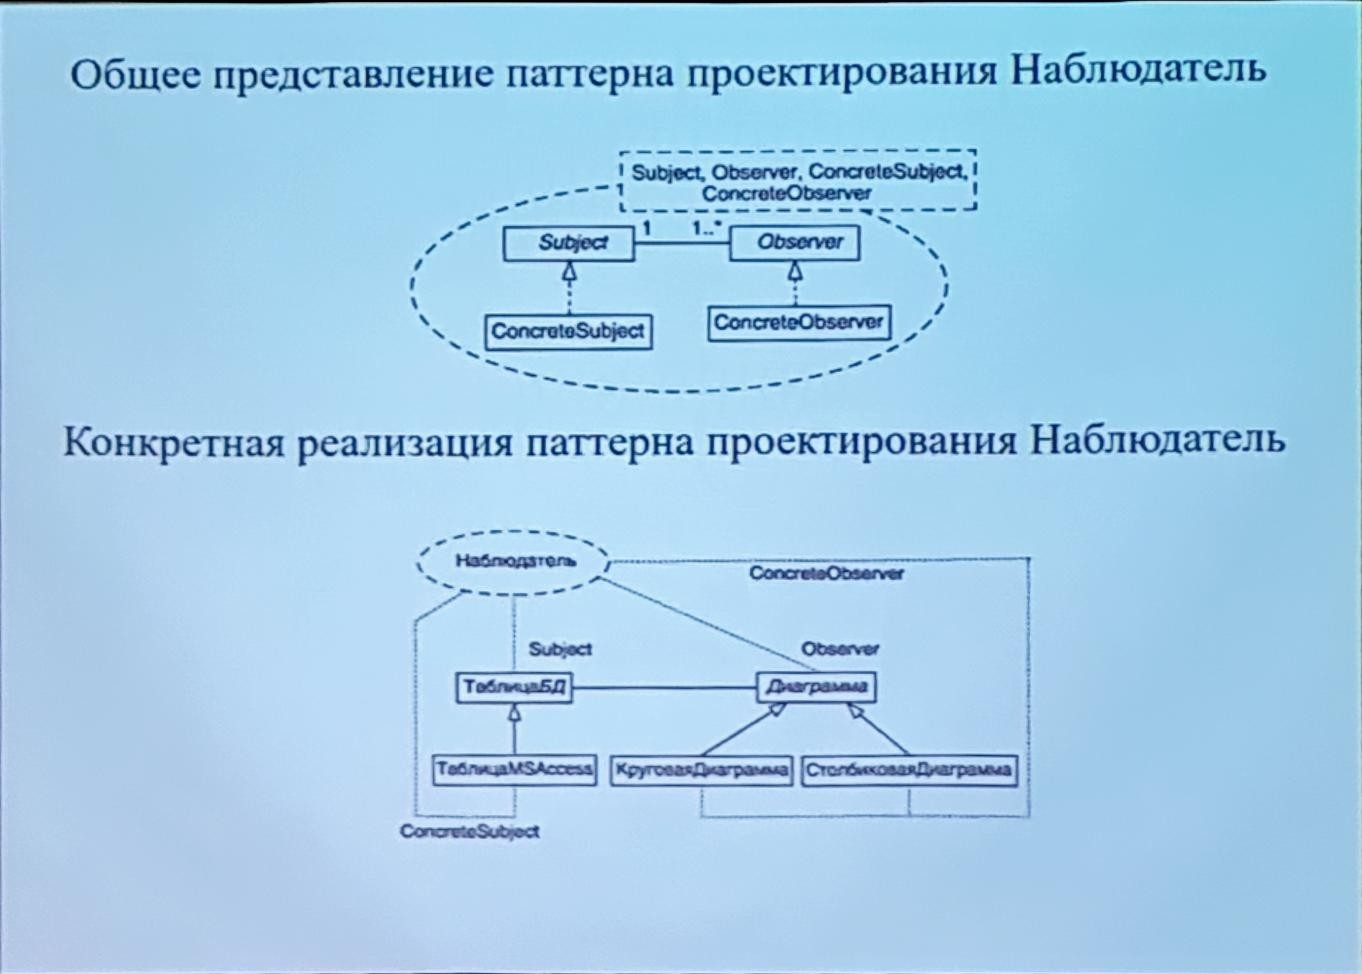 Общее представление паттерна проектирования Наблюдатель
Subject, Observer, ConcreteSubject,
ConcreteObserver
Subject
1
1..*
Observer
ConcreteSubject
ConcreteObserver
Конкретная реализация паттерна проектирования Наблюдатель
Наблюдатель
ConcreteObserver
Subject
Observer
ТаблицаБД
Диаграмма
ТаблицаMSAccess
КруговаяДиаграмма
СтолбиковаяДиаграмма
ConcreteSubject